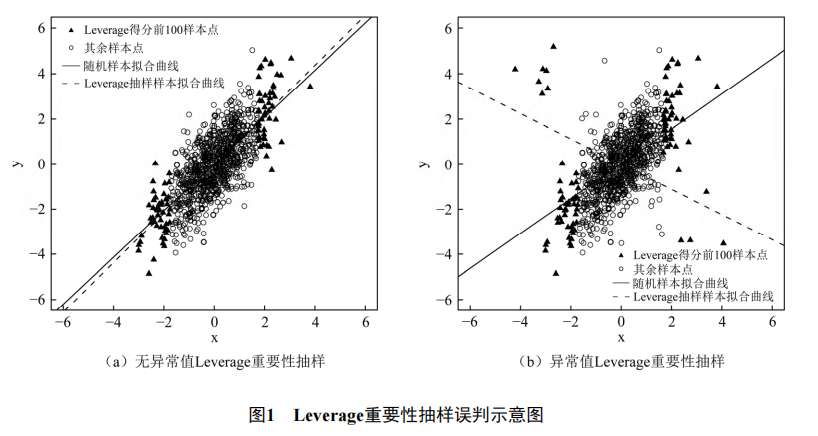 6
4
2
0
−2
−4
−6
y
Leverage得分前100样本点
其余样本点
随机样本拟合曲线
Leverage抽样样本拟合曲线
−6 −4 −2 0 2 4 6
x
(a) 无异常值Leverage重要性抽样
6
4
2
0
−2
−4
−6
y
Leverage得分前100样本点
其余样本点
随机样本拟合曲线
Leverage抽样样本拟合曲线
−6 −4 −2 0 2 4 6
x
(b) 异常值Leverage重要性抽样
图1 Leverage重要性抽样误判示意图